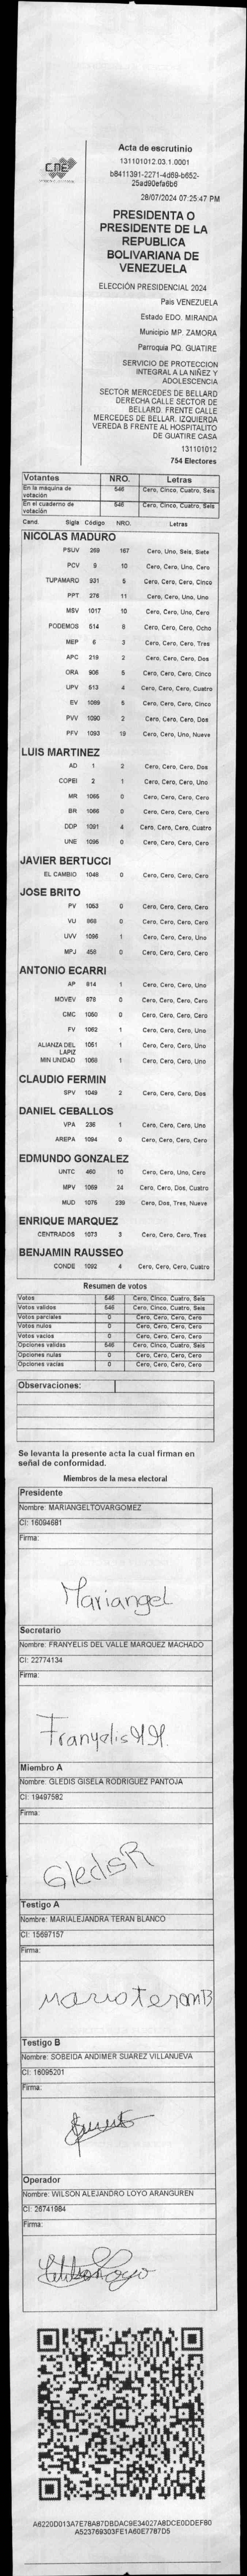 CNE
Acta de escrutinio
131101012.03.1.0001
b8411391-2271-4d69-b652-
25ad90efa6b6
28/07/2024 07:25:47 PM
PRESIDENTA O
PRESIDENTE DE LA
REPUBLICA
BOLIVARIANA DE
VENEZUELA
ELECCIÓN PRESIDENCIAL 2024
Pais VENEZUELA
Estado EDO. MIRANDA
Municipio MP. ZAMORA
Parroquia PQ. GUATIRE
SERVICIO DE PROTECCION
INTEGRAL A LA NIÑEZ Y
ADOLESCENCIA
SECTOR MERCEDES DE BELLARD
DERECHA CALLE SECTOR DE
BELLARD. FRENTE CALLE
MERCEDES DE BELLAR. IZQUIERDA
VEREDA B FRENTE AL HOSPITALITO
DE GUATIRE CASA
131101012
754 Electores
Votantes NRO. Letras
En la máquina de votación 546 Cero, Cinco, Cuatro, Seis
En el cuaderno de votación 546 Cero, Cinco, Cuatro, Seis
Cand. Sigla Código NRO. Letras
NICOLAS MADURO
PSUV 269 167 Cero, Uno, Seis, Siete
PCV 9 10 Cero, Cero, Uno, Cero
TUPAMARO 931 5 Cero, Cero, Cero, Cinco
PPT 276 11 Cero, Cero, Uno, Uno
MSV 1017 10 Cero, Cero, Uno, Cero
PODEMOS 514 8 Cero, Cero, Cero, Ocho
MEP 6 3 Cero, Cero, Cero, Tres
APC 219 2 Cero, Cero, Cero, Dos
ORA 906 5 Cero, Cero, Cero, Cinco
UPV 513 4 Cero, Cero, Cero, Cuatro
EV 1089 5 Cero, Cero, Cero, Cinco
PVV 1090 2 Cero, Cero, Cero, Dos
PFV 1093 19 Cero, Cero, Uno, Nueve
LUIS MARTINEZ
AD 1 2 Cero, Cero, Cero, Dos
COPEI 2 1 Cero, Cero, Cero, Uno
MR 1065 0 Cero, Cero, Cero, Cero
BR 1066 0 Cero, Cero, Cero, Cero
DDP 1091 4 Cero, Cero, Cero, Cuatro
UNE 1095 0 Cero, Cero, Cero, Cero
JAVIER BERTUCCI
EL CAMBIO 1048 0 Cero, Cero, Cero, Cero
JOSE BRITO
PV 1053 0 Cero, Cero, Cero, Cero
VU 868 0 Cero, Cero, Cero, Cero
UVV 1096 1 Cero, Cero, Cero, Uno
MPJ 458 0 Cero, Cero, Cero, Cero
ANTONIO ECARRI
AP 814 1 Cero, Cero, Cero, Uno
MOVEV 878 0 Cero, Cero, Cero, Cero
CMC 1060 0 Cero, Cero, Cero, Cero
FV 1062 1 Cero, Cero, Cero, Uno
ALIANZA DEL LAPIZ 1061 1 Cero, Cero, Cero, Uno
MIN UNIDAD 1068 1 Cero, Cero, Cero, Uno
CLAUDIO FERMIN
SPV 1049 2 Cero, Cero, Cero, Dos
DANIEL CEBALLOS
VPA 236 1 Cero, Cero, Cero, Uno
AREPA 1094 0 Cero, Cero, Cero, Cero
EDMUNDO GONZALEZ
UNTC 460 10 Cero, Cero, Uno, Cero
MPV 1069 24 Cero, Cero, Dos, Cuatro
MUD 1075 239 Cero, Dos, Tres, Nueve
ENRIQUE MARQUEZ
CENTRADOS 1073 3 Cero, Cero, Cero, Tres
BENJAMIN RAUSSEO
CONDE 1092 4 Cero, Cero, Cero, Cuatro
Resumen de votos
Votos 546 Cero, Cinco, Cuatro, Seis
Votos validos 546 Cero, Cinco, Cuatro, Seis
Votos parciales 0 Cero, Cero, Cero, Cero
Votos nulos 0 Cero, Cero, Cero, Cero
Votos vacios 0 Cero, Cero, Cero, Cero
Opciones validas 546 Cero, Cinco, Cuatro, Seis
Opciones nulas 0 Cero, Cero, Cero, Cero
Opciones vacias 0 Cero, Cero, Cero, Cero
Observaciones:
Se levanta la presente acta la cual firman en
señal de conformidad.
Miembros de la mesa electoral
Presidente
Nombre: MARIANGELTOVARGOMEZ
CI: 16094681
Firma:
Mariangel
Secretario
Nombre: FRANYELIS DEL VALLE MARQUEZ MACHADO
CI: 22774134
Firma:
Franyelis M M.
Miembro A
Nombre: GLEDIS GISELA RODRIGUEZ PANTOJA
CI: 19497582
Firma:
GledisR
Testigo A
Nombre: MARIALEJANDRA TERAN BLANCO
CI: 15697157
Firma:
MariateranB
Testigo B
Nombre: SOBEIDA ANDIMER SUAREZ VILLANUEVA
CI: 16095201
Firma:
Operador
Nombre: WILSON ALEJANDRO LOYO ARANGUREN
CI: 26741984
Firma:
Wilson Loyo
A6220D013A7E78A87DBDAC9E34027A8DCE0DDEF80
A523769303FE1A60E7787D5